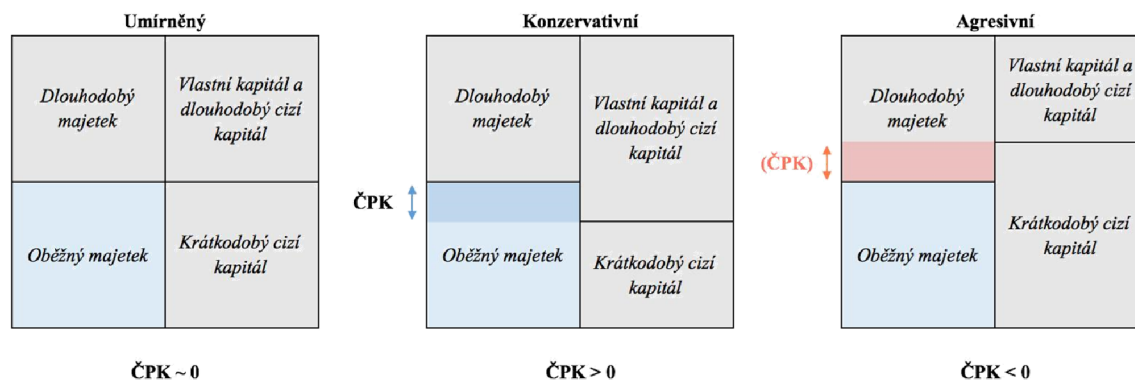 Umírněný
Dlouhodobý
majetek
Vlastní kapitál a
dlouhodobý cizí
kapitál
Oběžný majetek
Krátkodobý cizí
kapitál
ČPK ~ 0
Konzervativní
Dlouhodobý
majetek
Vlastní kapitál a
dlouhodobý cizí
kapitál
ČPK
Oběžný majetek
Krátkodobý cizí
kapitál
ČPK > 0
Agresivní
Dlouhodobý
majetek
Vlastní kapitál a
dlouhodobý cizí
kapitál
(ČPK)
Oběžný majetek
Krátkodobý cizí
kapitál
ČPK < 0